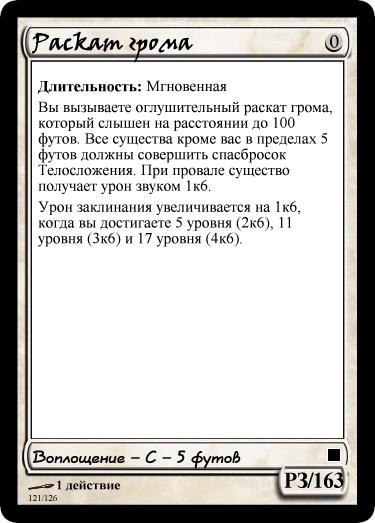 Раскат грома 0
Длительность: Мгновенная
Вы вызываете оглушительный раскат грома,
который слышен на расстоянии до 100
футов. Все существа кроме вас в пределах 5
футов должны совершить спасбросок
Телосложения. При провале существо
получает урон звуком 1к6.
Урон заклинания увеличивается на 1к6,
когда вы достигаете 5 уровня (2к6), 11
уровня (3к6) и 17 уровня (4к6).
Воплощение – С – 5 футов
1 действие
РЗ/163
121/126